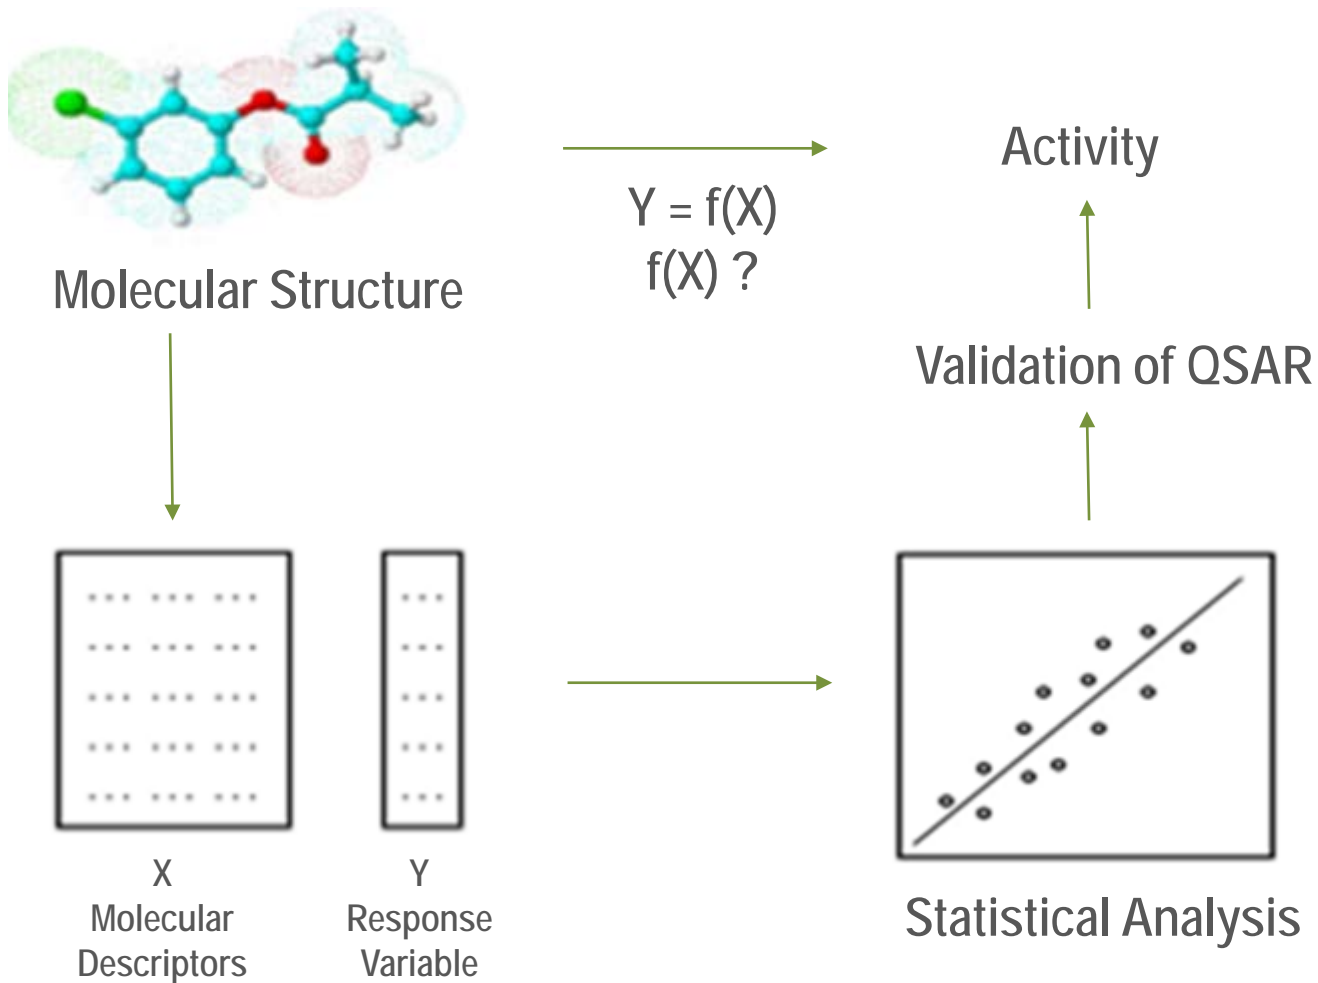 Activity
Y = f(X)
f(X) ?
Molecular Structure
Validation of QSAR
X
Molecular
Descriptors
Y
Response
Variable
Statistical Analysis